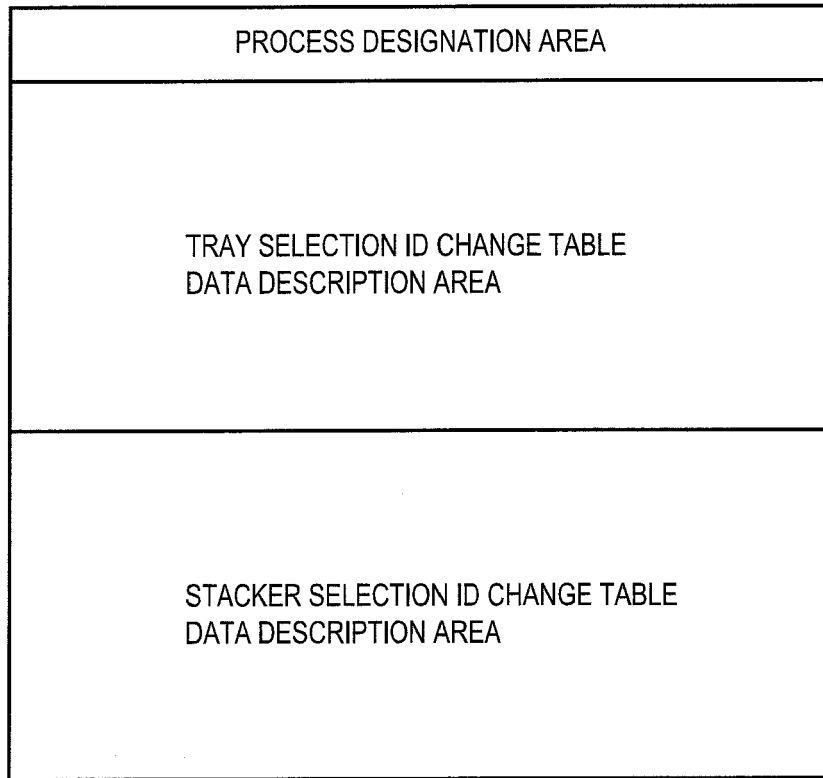 PROCESS DESIGNATION AREA
TRAY SELECTION ID CHANGE TABLE
DATA DESCRIPTION AREA
STACKER SELECTION ID CHANGE TABLE
DATA DESCRIPTION AREA